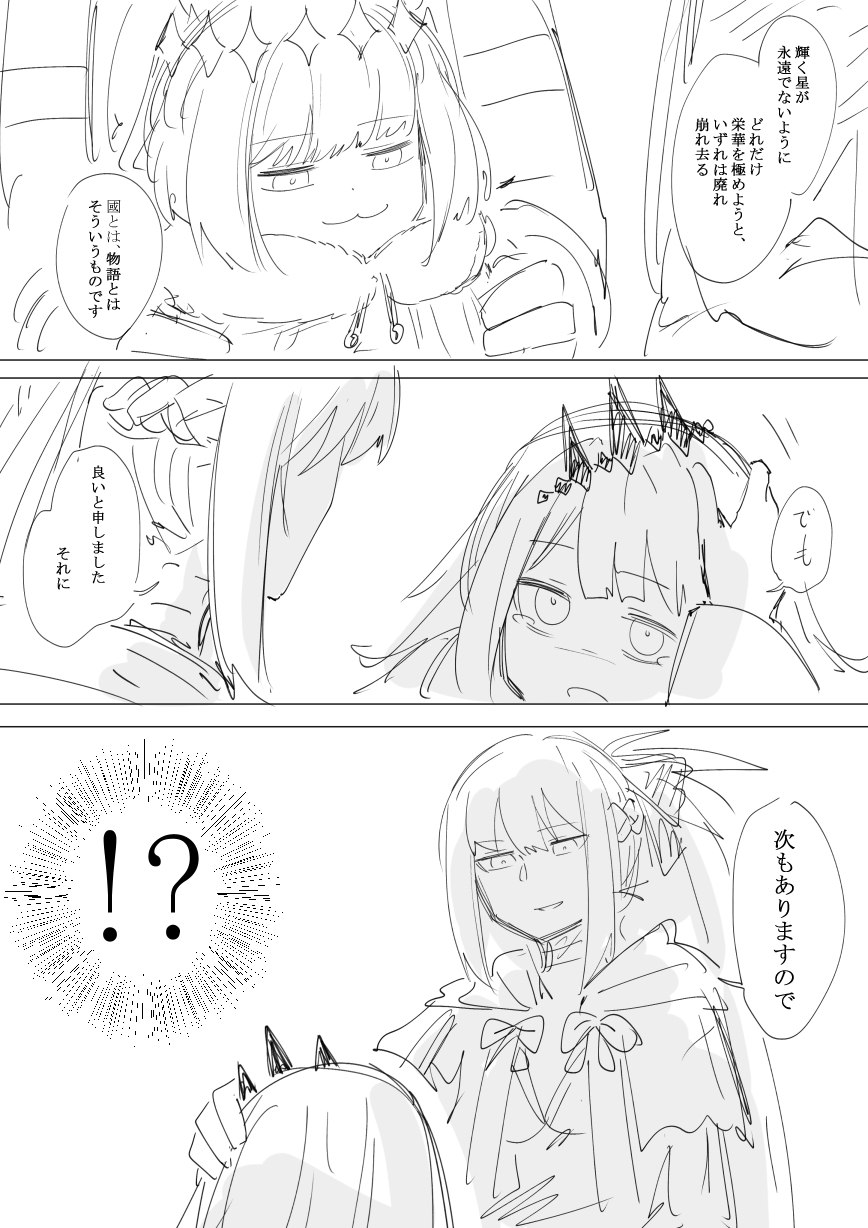 輝く星が
永遠でないように
どれだけ
栄華を極めようと、
いずれは廃れ
崩れ去る
國とは、物語とは
そういうものです
でも
良いと申しました
それに
次もありますので
!?